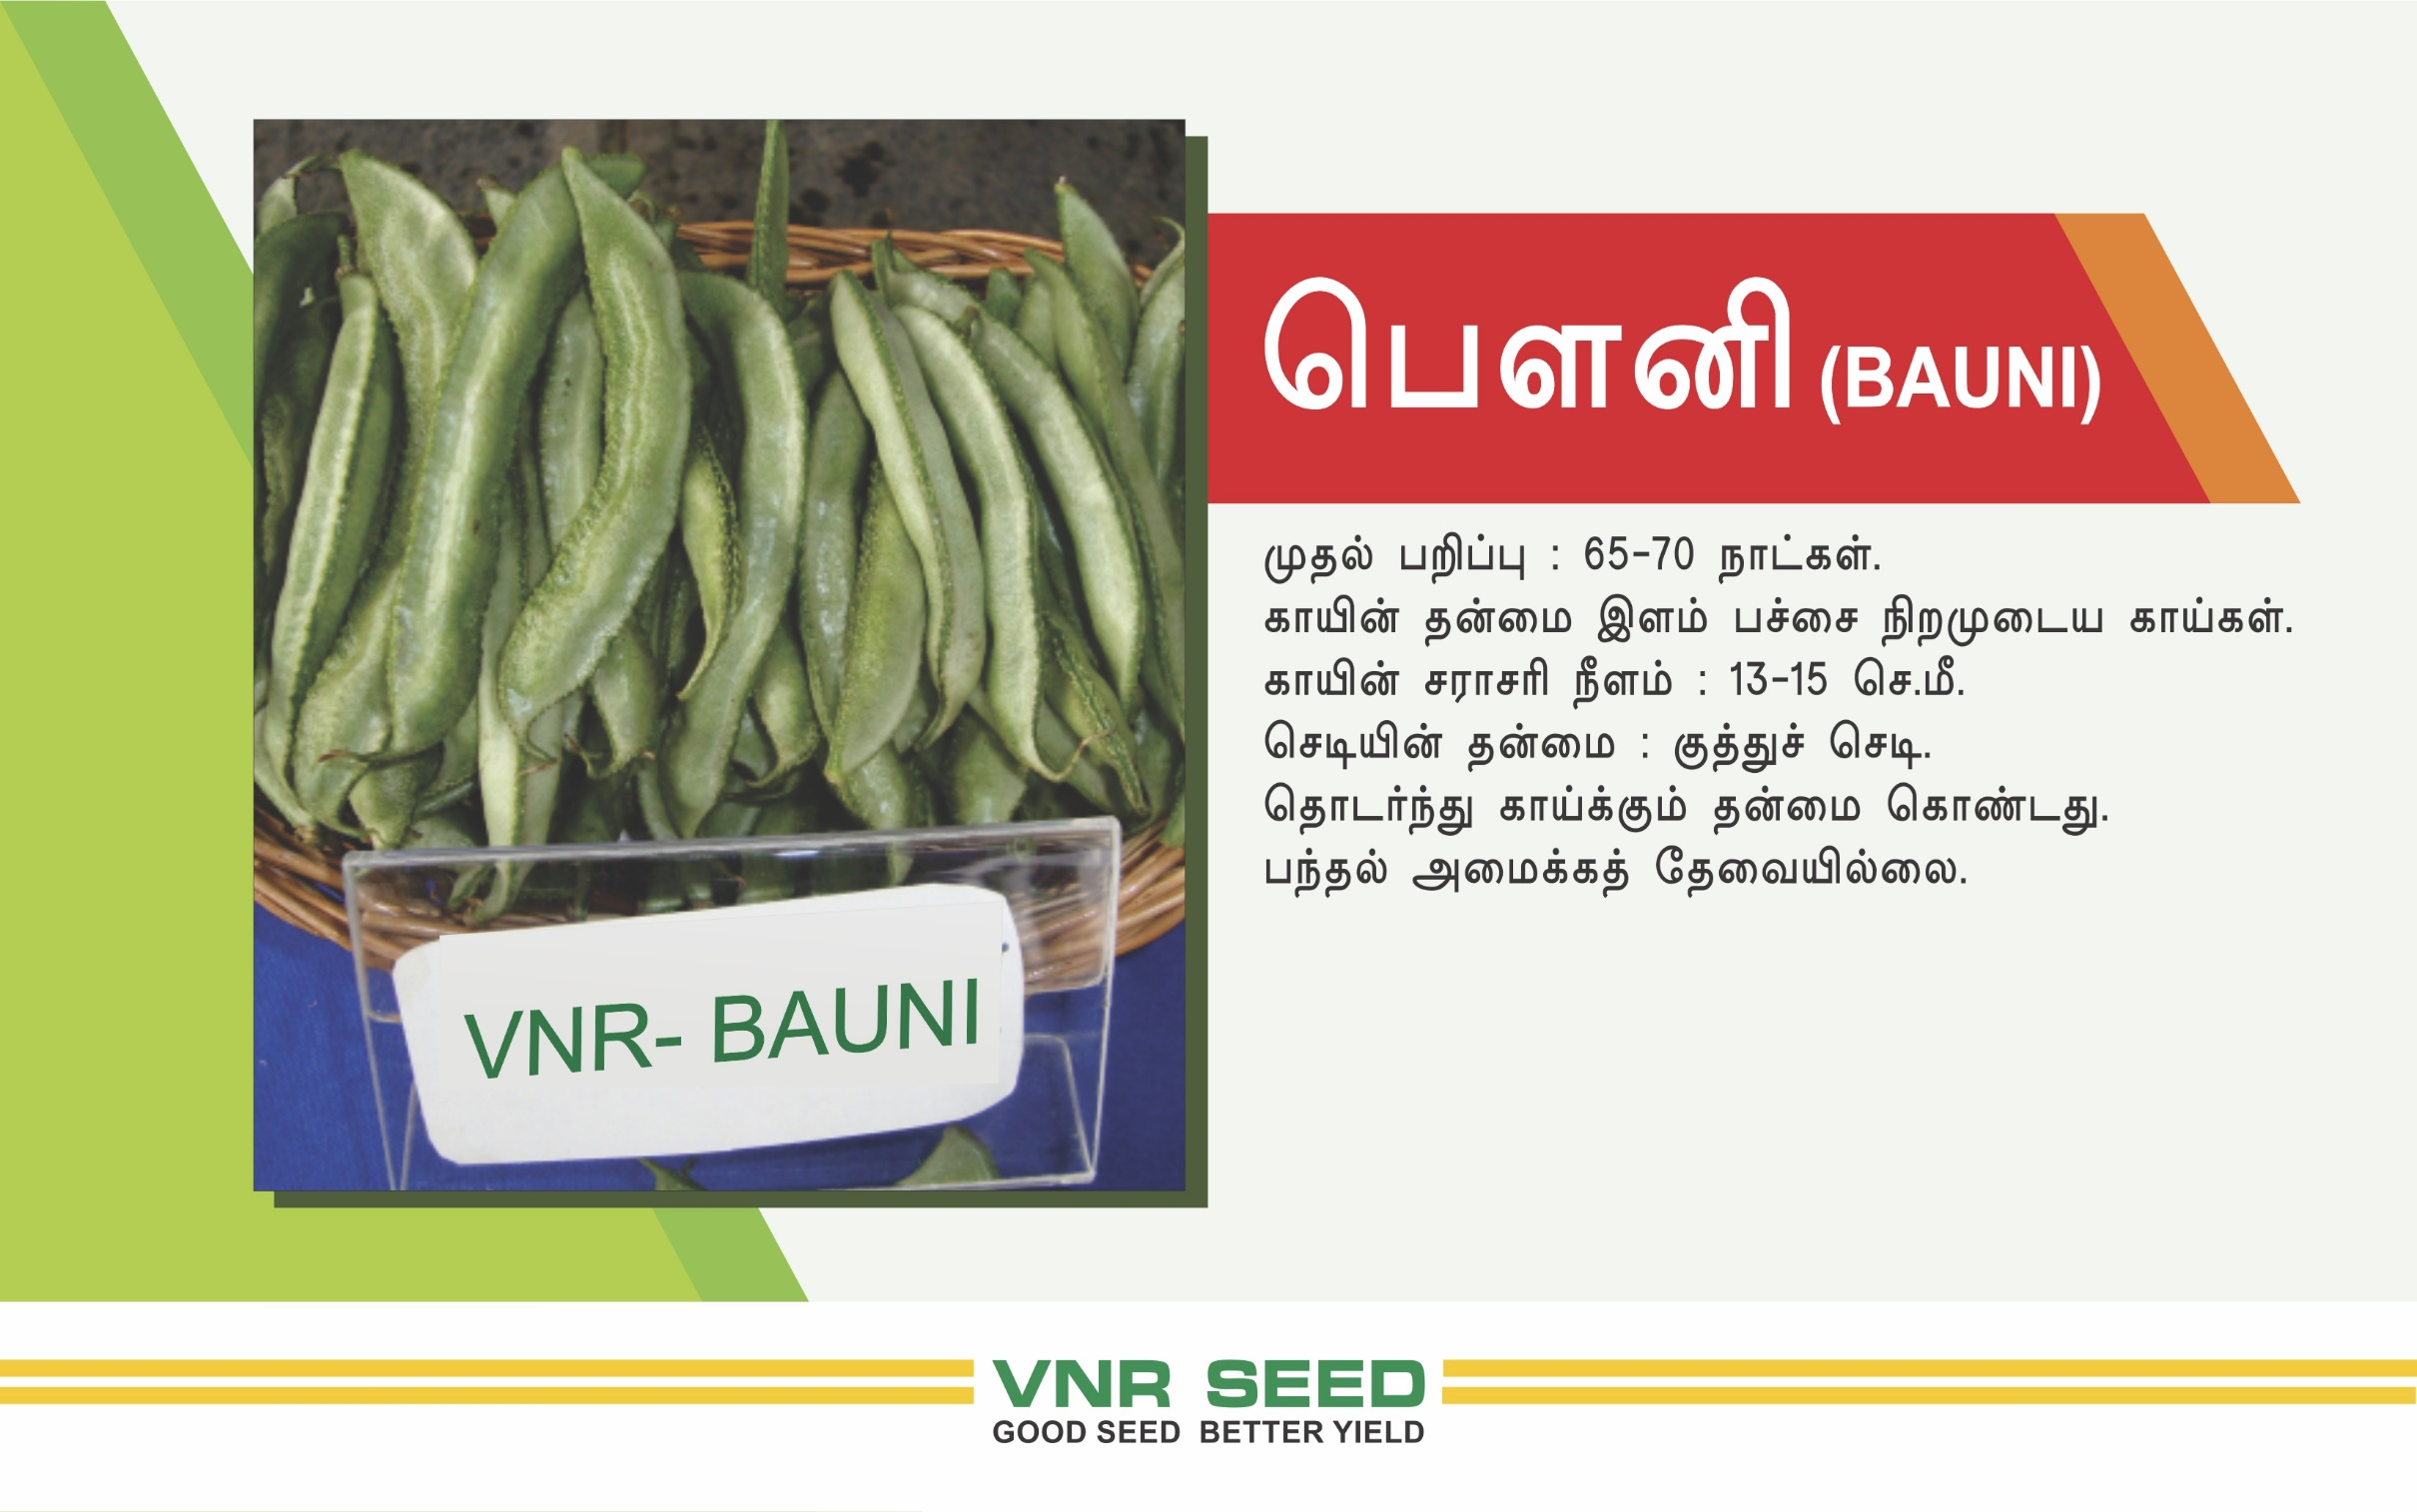 பௌனி (BAUNI)
முதல் பறிப்பு : 65-70 நாட்கள்.
காயின் தன்மை இளம் பச்சை நிறமுடைய காய்கள்.
காயின் சராசரி நீளம் : 13-15 செ.மீ.
செடியின் தன்மை : குத்துச் செடி.
தொடர்ந்து காய்க்கும் தன்மை கொண்டது.
பந்தல் அமைக்கத் தேவையில்லை.
VNR- BAUNI
VNR SEED
GOOD SEED BETTER YIELD